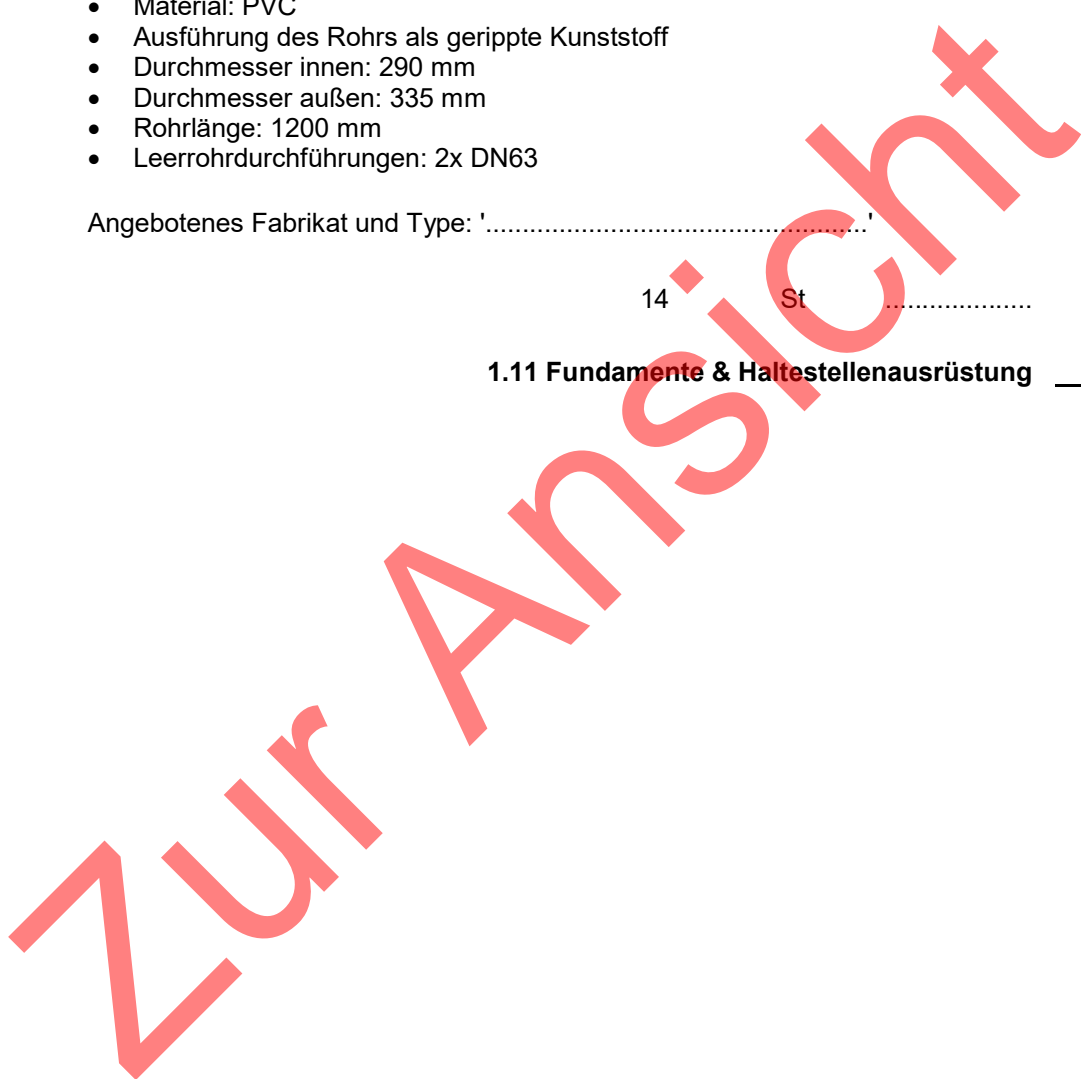 • Material: PVC
• Ausführung des Rohrs als gerippte Kunststoff
• Durchmesser innen: 290 mm
• Durchmesser außen: 335 mm
• Rohrlänge: 1200 mm
• Leerrohrdurchführungen: 2x DN63
Angebotenes Fabrikat und Type: '....................................................'
14 St ....................
1.11 Fundamente & Haltestellenausrüstung
Zur Ansicht